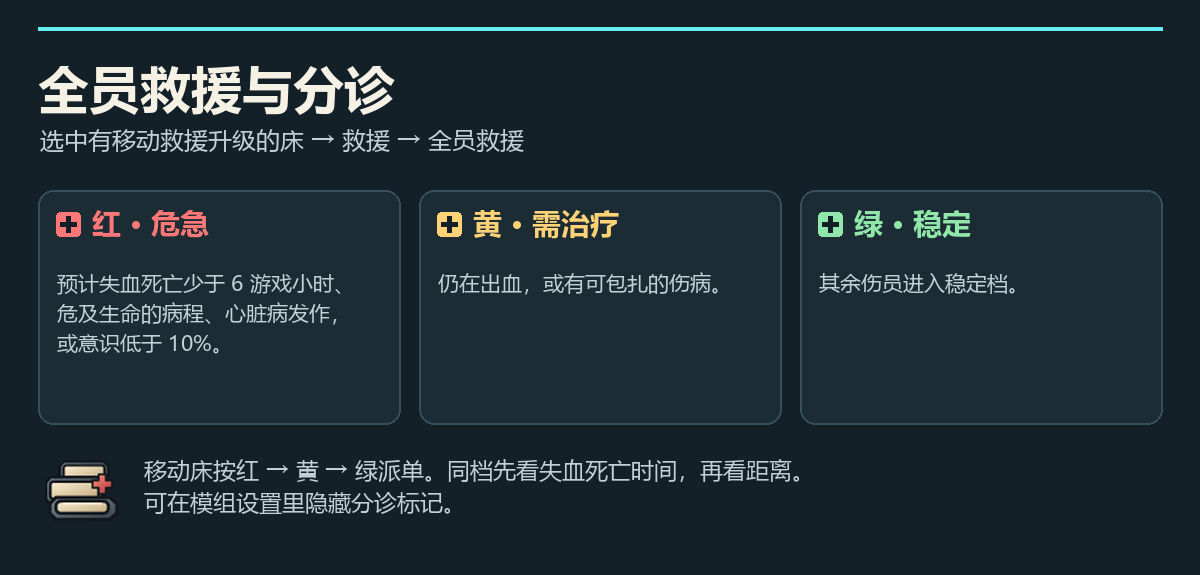 全员救援与分诊
选中有移动救援升级的床 → 救援 → 全员救援
红·危急
预计失血死亡少于 6 游戏小时、
危及生命的病程、心脏病发作，
或意识低于 10%。
黄·需治疗
仍在出血，或有可包扎的伤病。
绿·稳定
其余伤员进入稳定档。
移动床按红 → 黄 → 绿派单。同档先看失血死亡时间，再看距离。
可在模组设置里隐藏分诊标记。